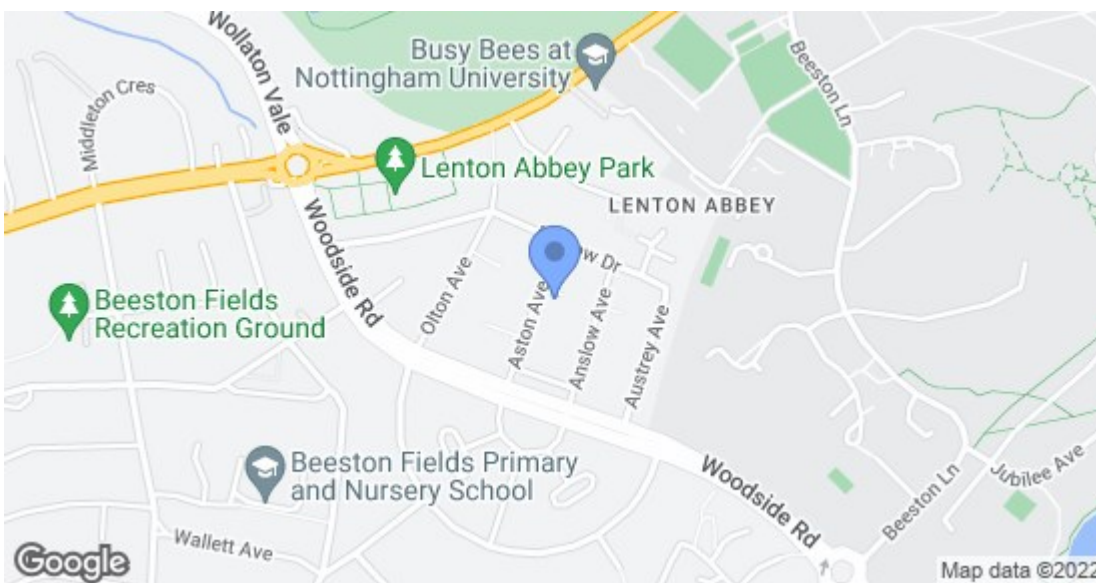 Wollaton Vale
Middleton Cres
Busy Bees at
Nottingham University
Beeston Ln
Lenton Abbey Park
LENTON ABBEY
Woodside Rd
Olton Ave
Aston Ave
Anslow Ave
Austrey Ave
Beeston Fields
Recreation Ground
Beeston Fields Primary
and Nursery School
Wallett Ave
Woodside Rd
Beeston Ln
Jubilee Ave
Google
Map data ©2022